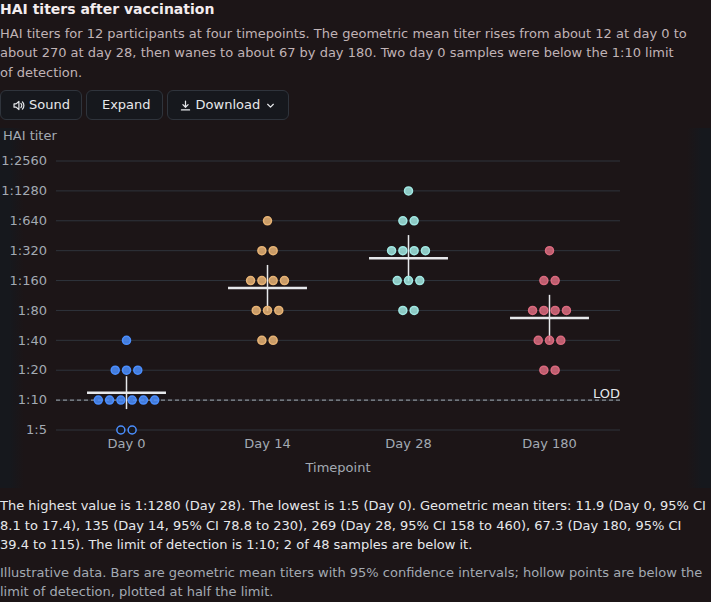 HAI titers after vaccination
HAI titers for 12 participants at four timepoints. The geometric mean titer rises from about 12 at day 0 to
about 270 at day 28, then wanes to about 67 by day 180. Two day 0 samples were below the 1:10 limit
of detection.
Sound Expand Download
HAI titer
1:2560
1:1280
1:640
1:320
1:160
1:80
1:40
1:20
1:10
LOD
1:5
Day 0 Day 14 Day 28 Day 180
Timepoint
The highest value is 1:1280 (Day 28). The lowest is 1:5 (Day 0). Geometric mean titers: 11.9 (Day 0, 95% CI
8.1 to 17.4), 135 (Day 14, 95% CI 78.8 to 230), 269 (Day 28, 95% CI 158 to 460), 67.3 (Day 180, 95% CI
39.4 to 115). The limit of detection is 1:10; 2 of 48 samples are below it.
Illustrative data. Bars are geometric mean titers with 95% confidence intervals; hollow points are below the
limit of detection, plotted at half the limit.